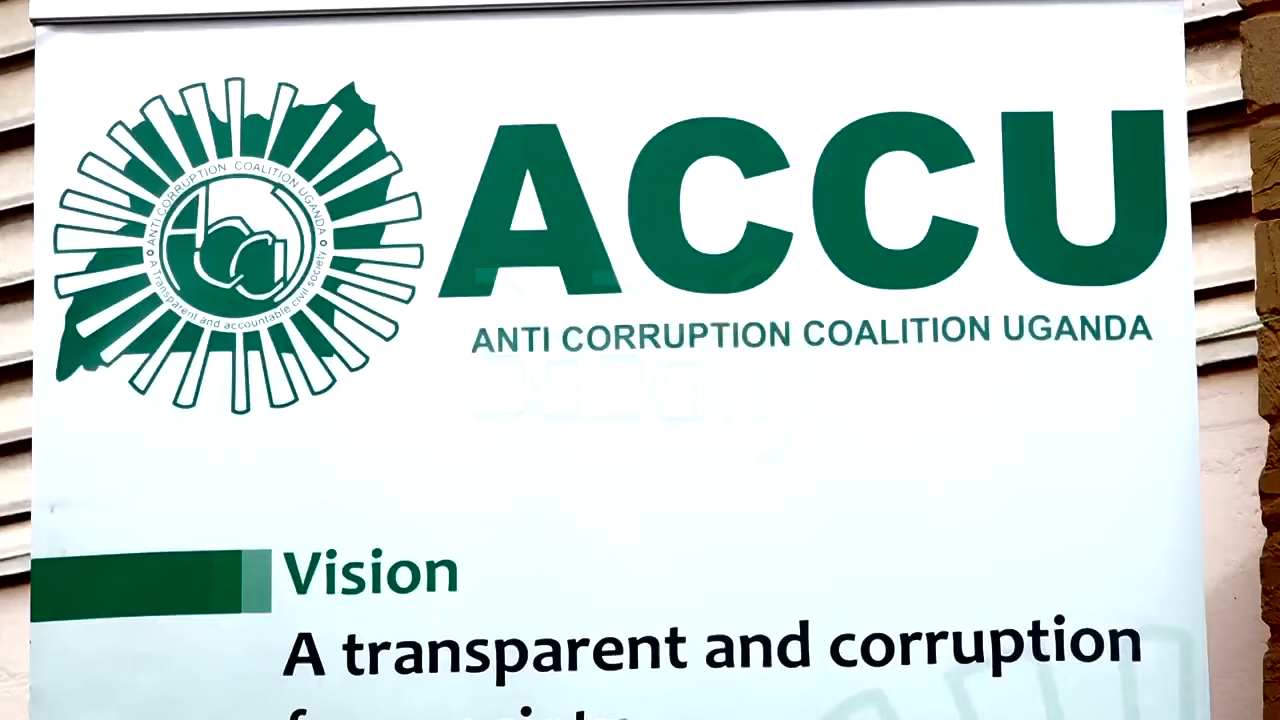 ANTI CORRUPTION COALITION UGANDA
A Transparent and accountable civil society
ACCU
ANTI CORRUPTION COALITION UGANDA
Vision
A transparent and corruption